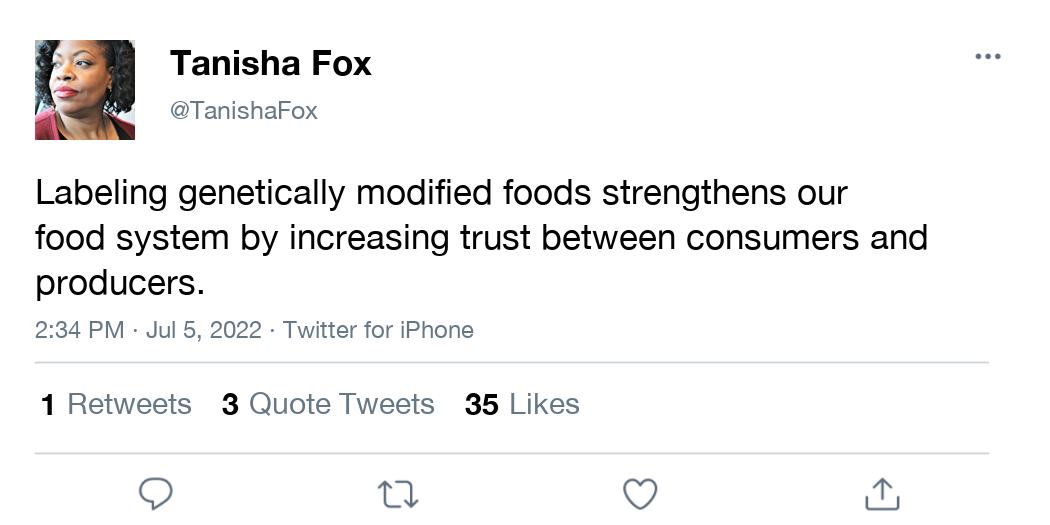 Tanisha Fox
@TanishaFox
Labeling genetically modified foods strengthens our
food system by increasing trust between consumers and
producers.
2:34 PM · Jul 5, 2022 · Twitter for iPhone
1 Retweets 3 Quote Tweets 35 Likes